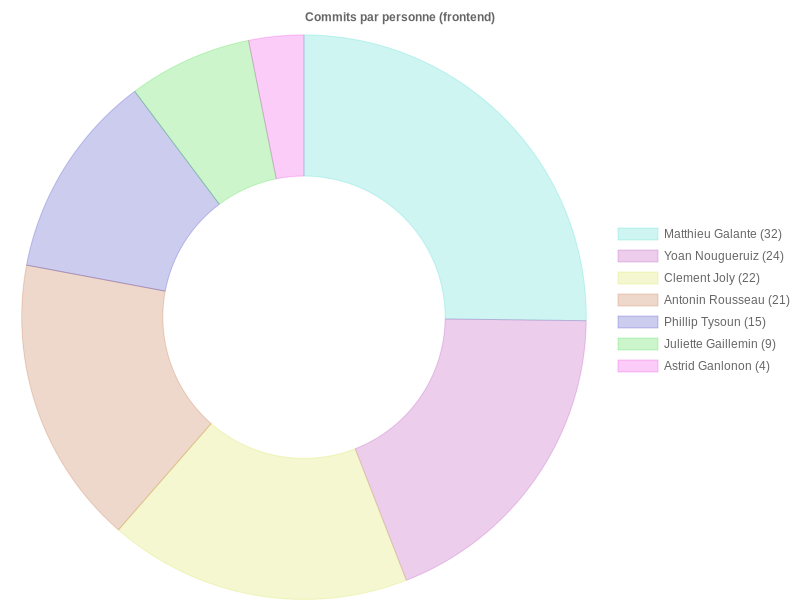 Commits par personne (frontend)
Matthieu Galante (32)
Yoan Nougueruiz (24)
Clement Joly (22)
Antonin Rousseau (21)
Phillip Tysoun (15)
Juliette Gaillemin (9)
Astrid Ganlonon (4)